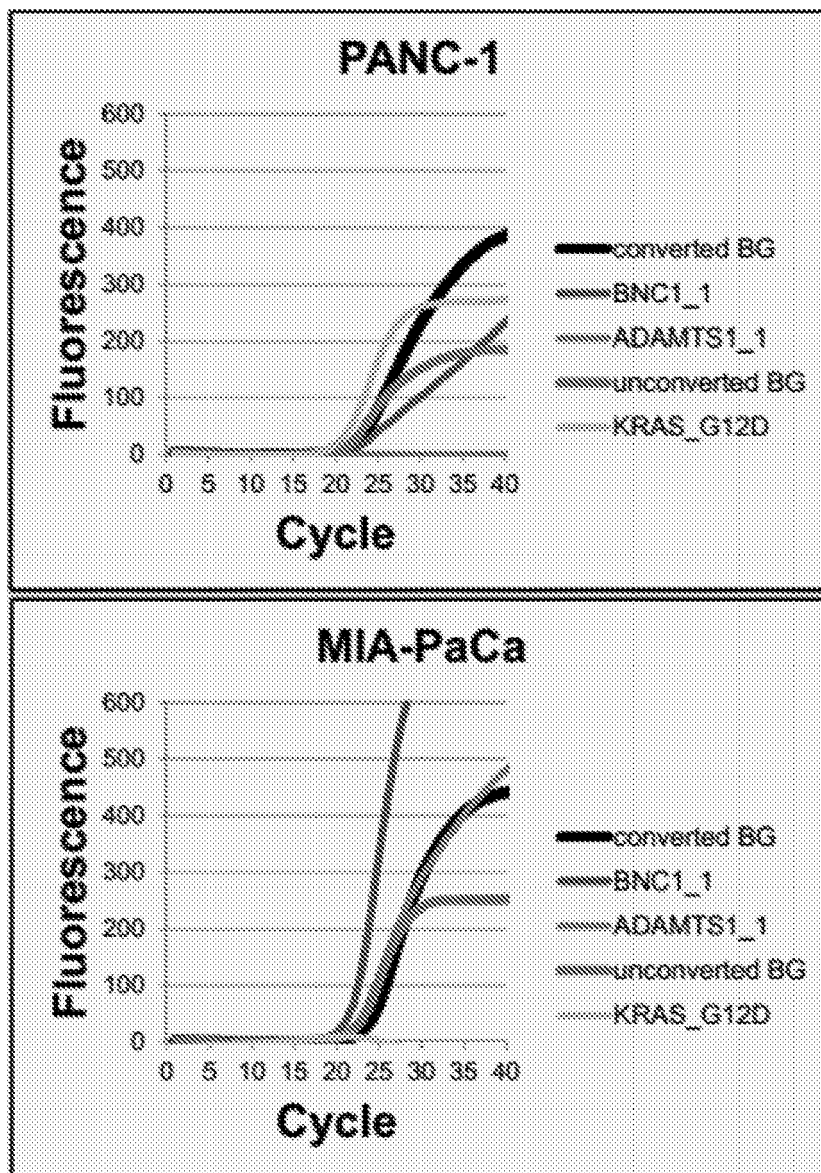 PANC-1
600
500
400
300
200
100
0
Fluorescence
0 5 10 15 20 25 30 35 40
Cycle
converted BG
BNC1_1
ADAMTS1_1
unconverted BG
KRAS_G12D
MIA-PaCa
600
500
400
300
200
100
0
Fluorescence
0 5 10 15 20 25 30 35 40
Cycle
converted BG
BNC1_1
ADAMTS1_1
unconverted BG
KRAS_G12D